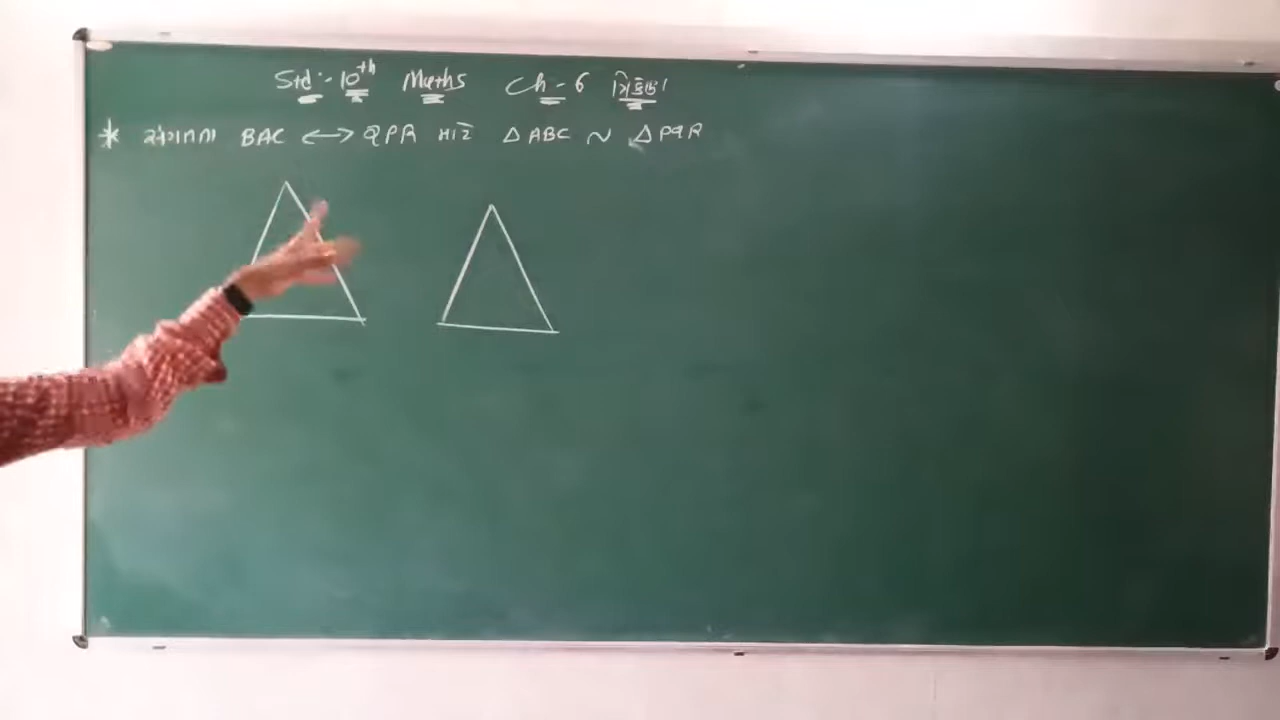 Std :- 10th Maths Ch - 6 ત્રિકોણ
* સંગતતા BAC ↔ QPR માટે △ ABC ~ △ PQR